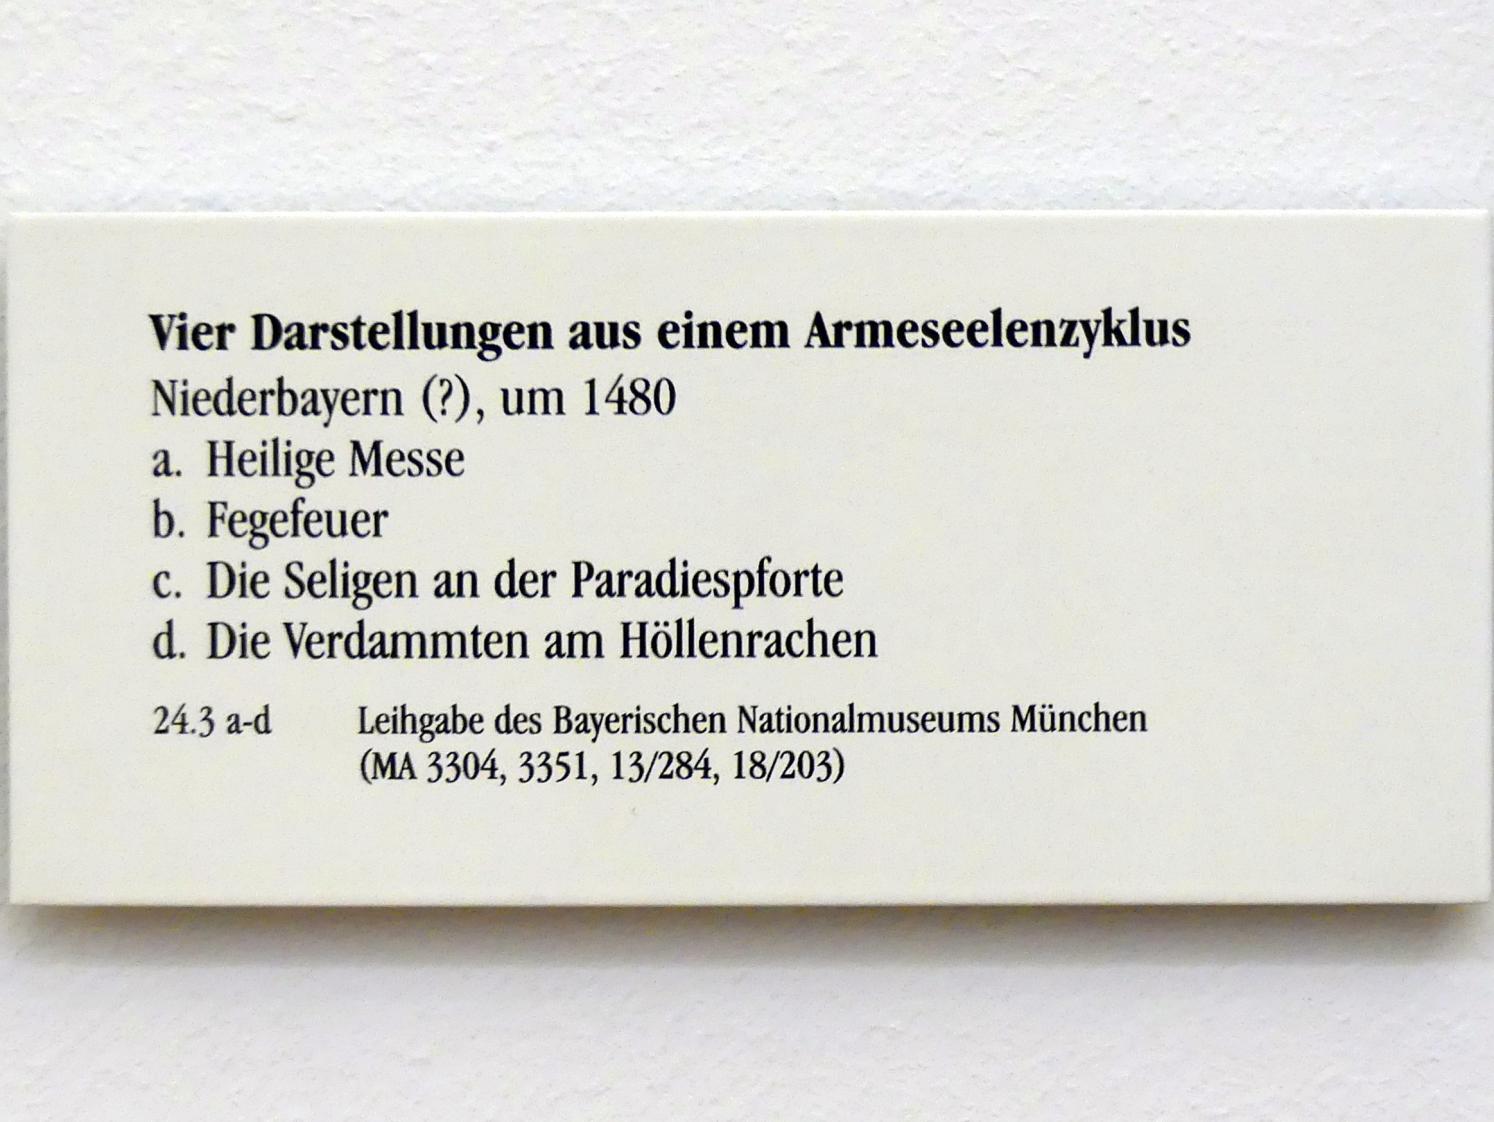 Vier Darstellungen aus einem Armeseelenzyklus
Niederbayern (?), um 1480
a. Heilige Messe
b. Fegefeuer
c. Die Seligen an der Paradiespforte
d. Die Verdammten am Höllenrachen
24.3 a-d Leihgabe des Bayerischen Nationalmuseums München
(MA 3304, 3351, 13/284, 18/203)